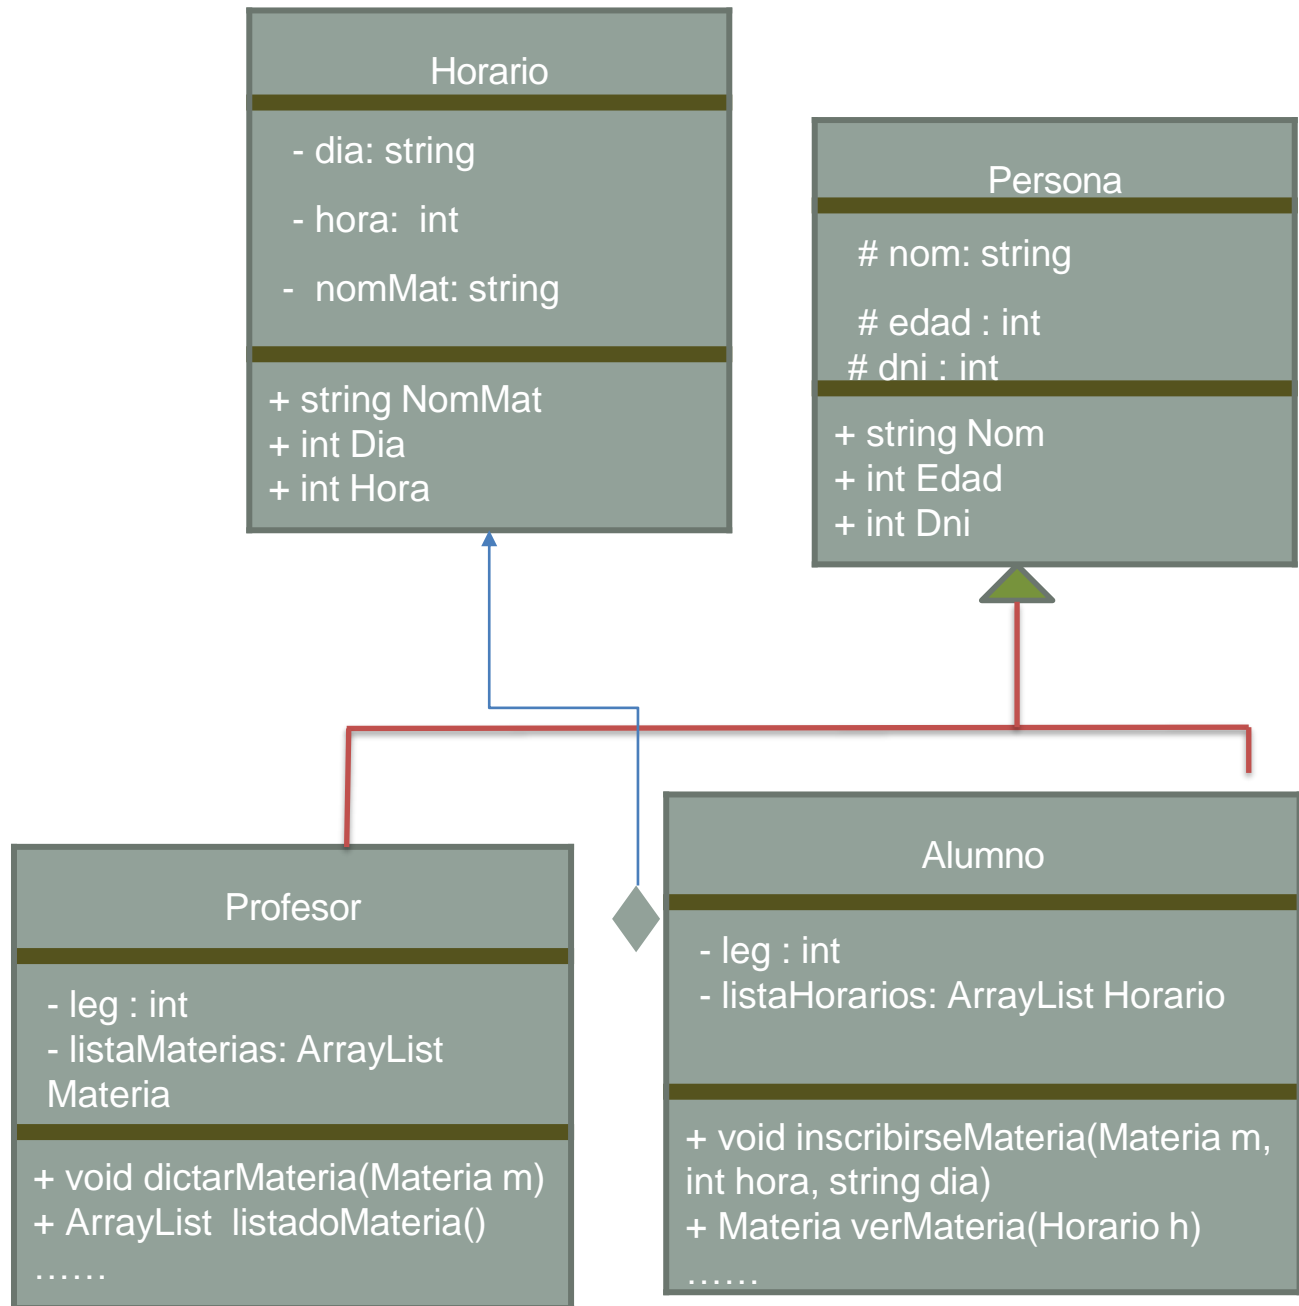 Horario
- dia: string
- hora: int
- nomMat: string
+ string NomMat
+ int Dia
+ int Hora
Persona
# nom: string
# edad : int
# dni : int
+ string Nom
+ int Edad
+ int Dni
Profesor
- leg : int
- listaMaterias: ArrayList
Materia
+ void dictarMateria(Materia m)
+ ArrayList listadoMateria()
……
Alumno
- leg : int
- listaHorarios: ArrayList Horario
+ void inscribirseMateria(Materia m,
int hora, string dia)
+ Materia verMateria(Horario h)
……